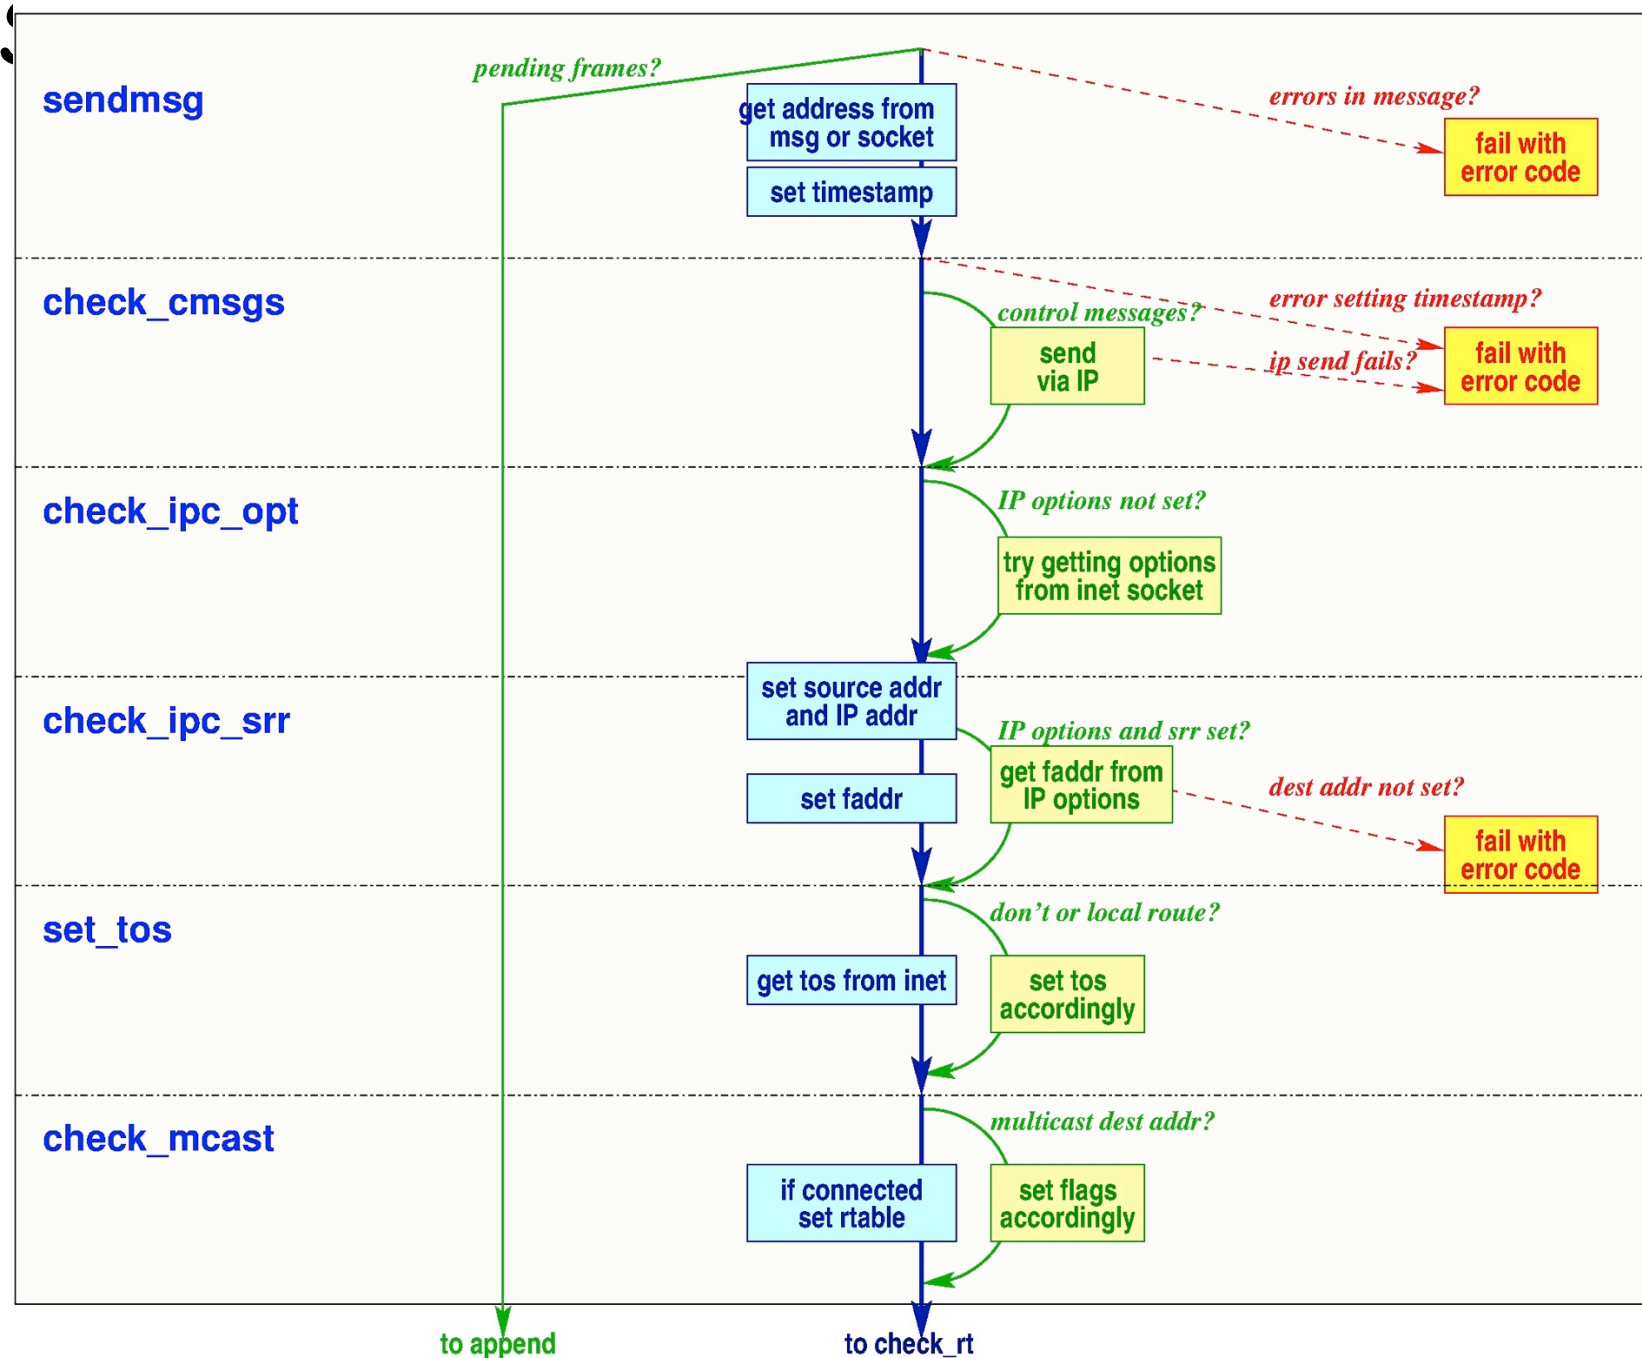 pending frames?
sendmsg
get address from
msg or socket
set timestamp
errors in message?
fail with
error code
check_cmsgs
control messages?
send
via IP
error setting timestamp?
ip send fails?
fail with
error code
check_ipc_opt
IP options not set?
try getting options
from inet socket
check_ipc_srr
set source addr
and IP addr
set faddr
IP options and srr set?
get faddr from
IP options
dest addr not set?
fail with
error code
set_tos
don't or local route?
get tos from inet
set tos
accordingly
check_mcast
multicast dest addr?
if connected
set rtable
set flags
accordingly
to append
to check_rt